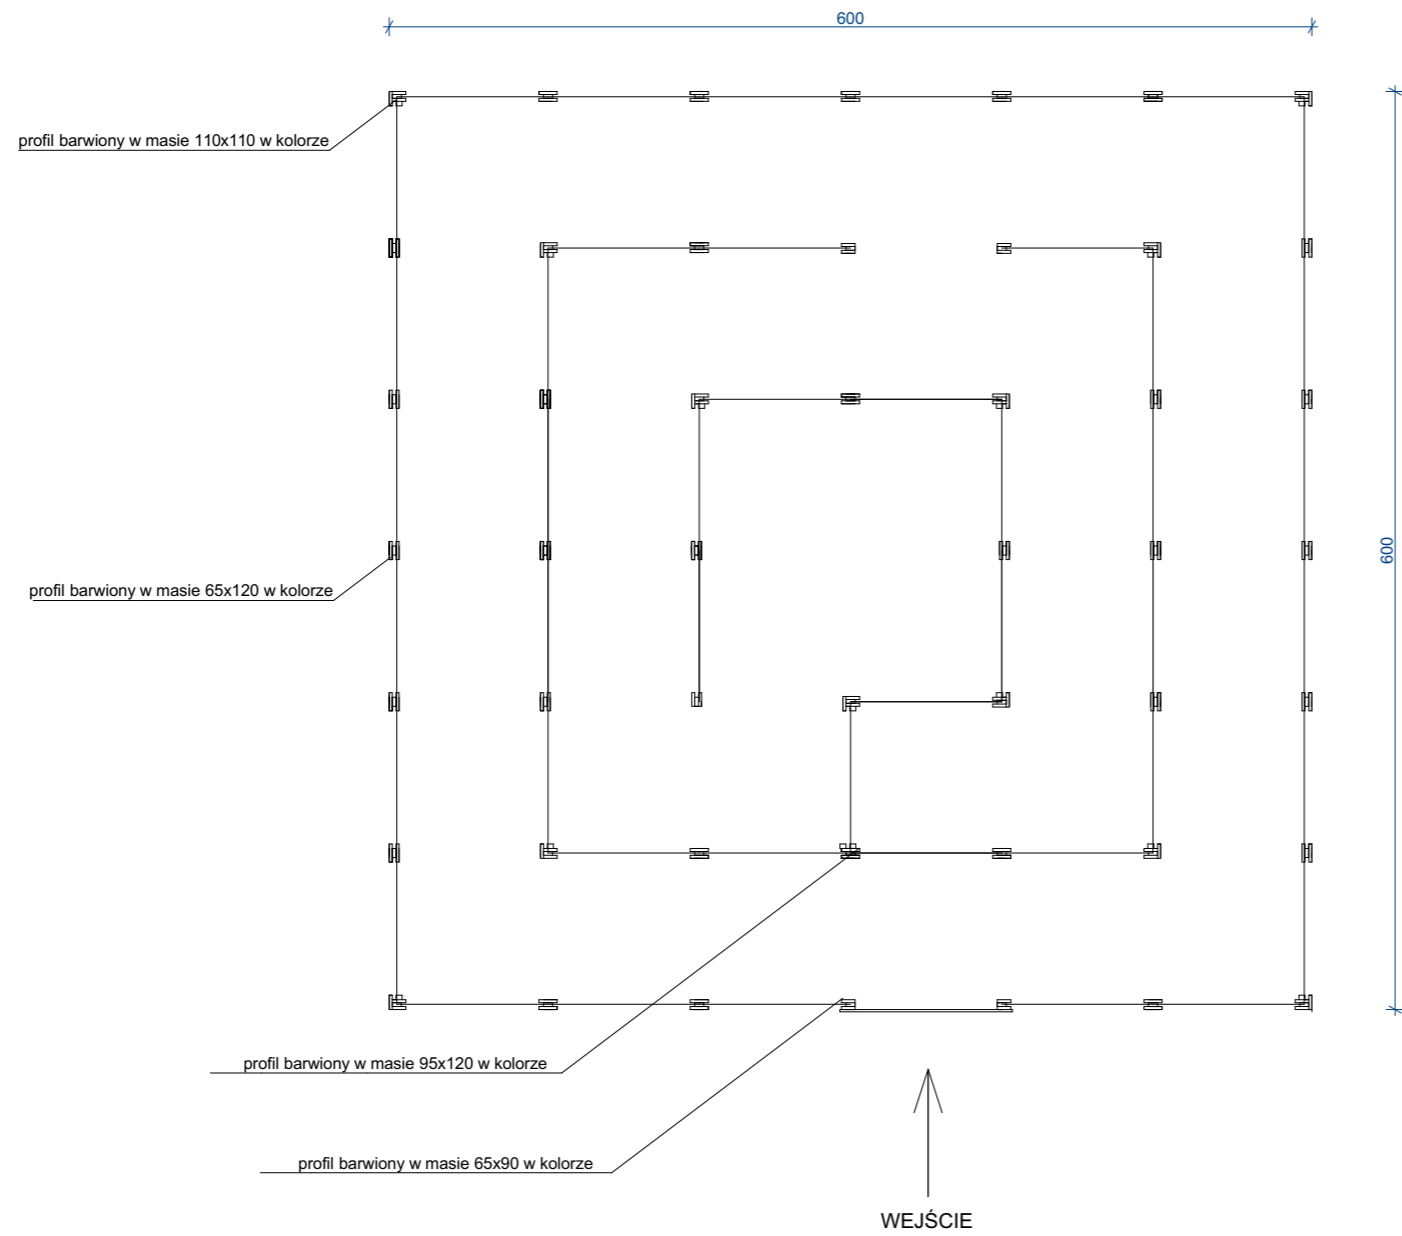 600
profil barwiony w masie 110x110 w kolorze
600
profil barwiony w masie 65x120 w kolorze
profil barwiony w masie 95x120 w kolorze
profil barwiony w masie 65x90 w kolorze
WEJŚCIE